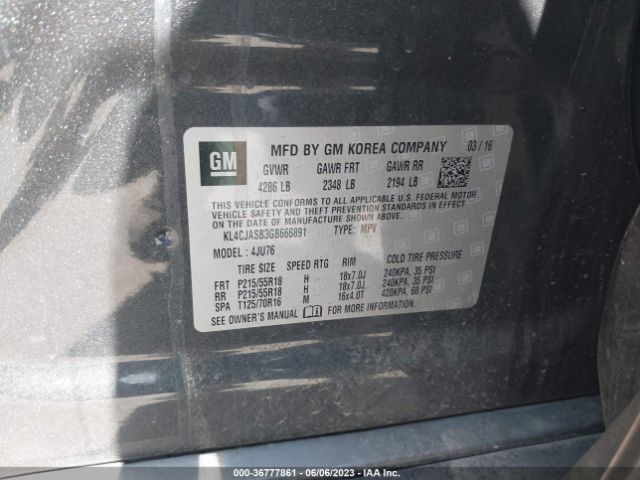 GM
MFD BY GM KOREA COMPANY 03/16
GVWR GAWR FRT GAWR RR
4286 LB 2348 LB 2194 LB
THIS VEHICLE CONFORMS TO ALL APPLICABLE U.S. FEDERAL MOTOR
VEHICLE SAFETY, BUMPER, AND THEFT PREVENTION STANDARDS
IN EFFECT ON THE DATE OF MANUFACTURE SHOWN ABOVE.
KL4CJASB3GB666891 TYPE: MPV
MODEL: 4JU76
TIRE SIZE SPEED RTG RIM COLD TIRE PRESSURE
FRT P215/55R18 H 18x7.0J 240KPA, 35 PSI
RR P215/55R18 H 18x7.0J 240KPA, 35 PSI
SPA T125/70R16 M 16x4.0T 420KPA, 60 PSI
SEE OWNER'S MANUAL FOR MORE INFORMATION.
000-36777861 - 06/06/2023 - IAA